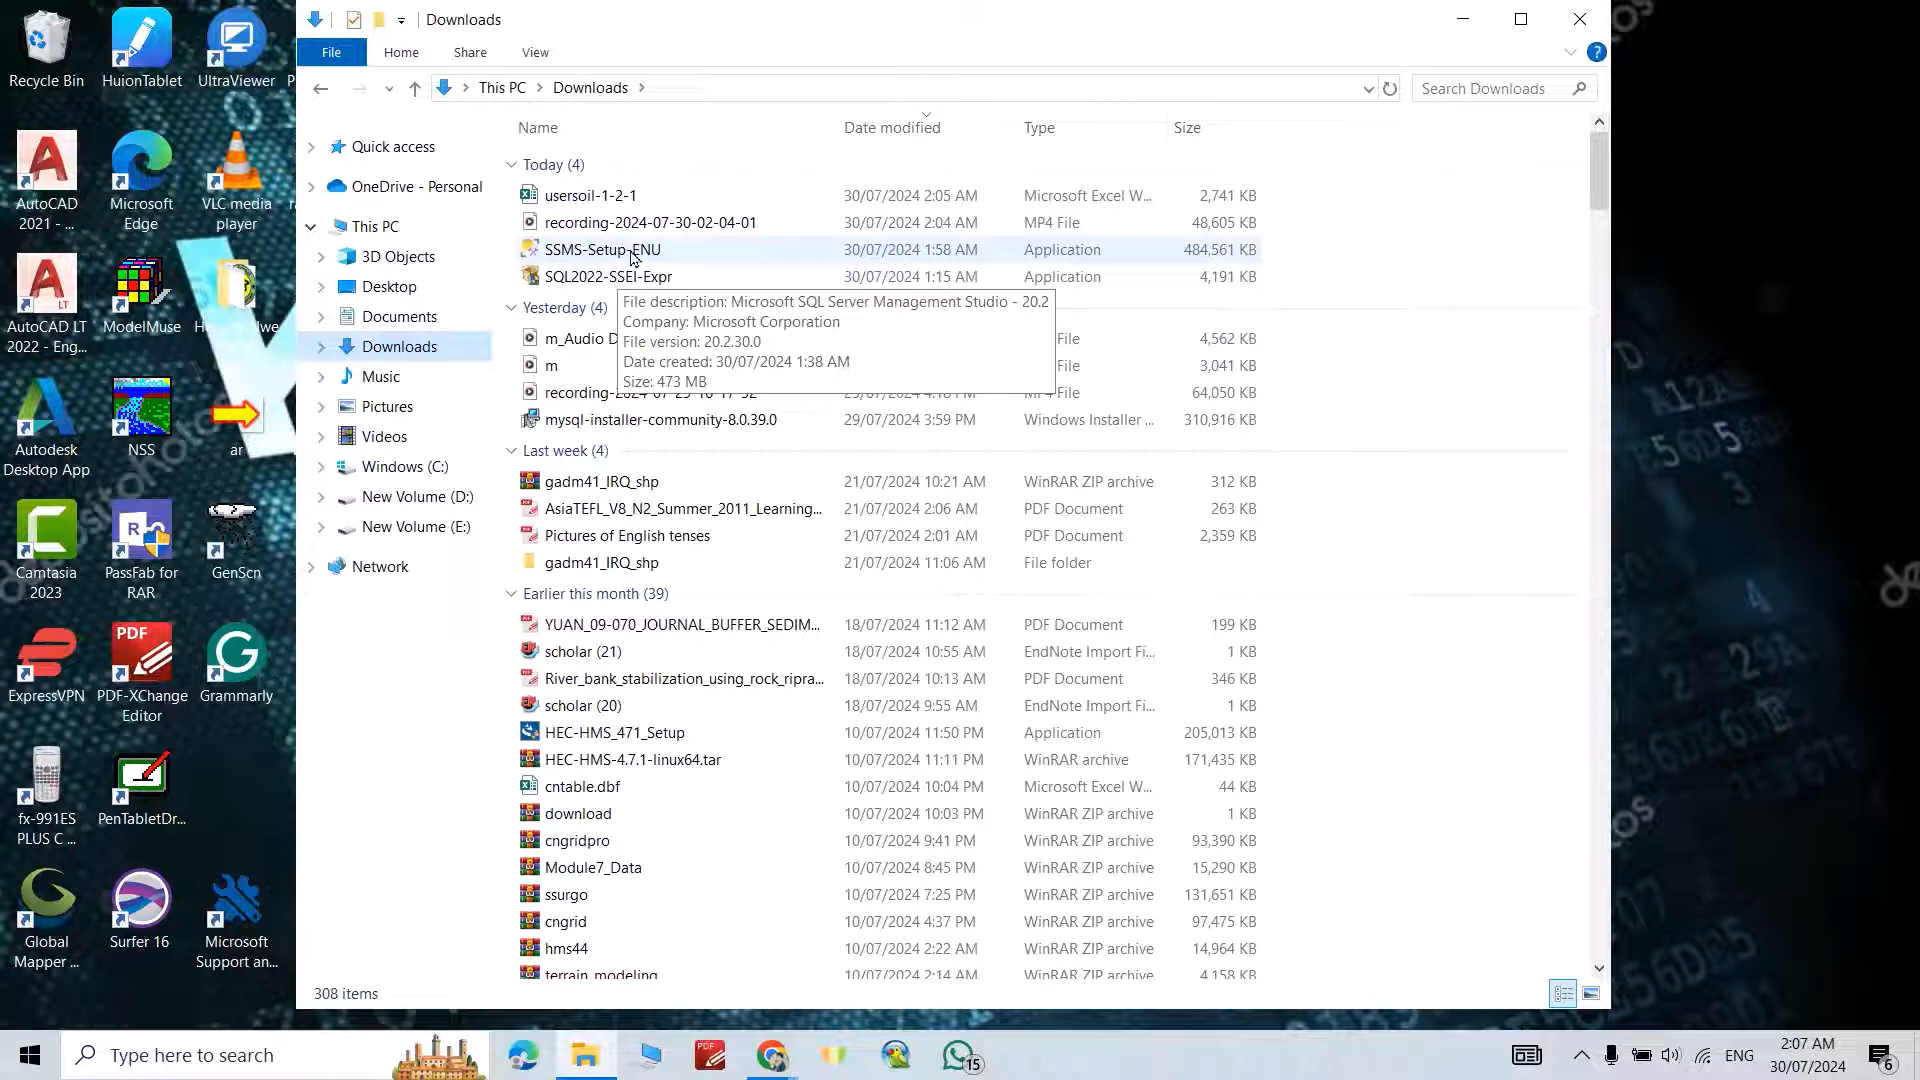 Downloads
File Home Share View
This PC Downloads
Search Downloads
Name Date modified Type Size
Quick access
OneDrive - Personal
This PC
3D Objects
Desktop
Documents
Downloads
Music
Pictures
Videos
Windows (C:)
New Volume (D:)
New Volume (E:)
Network
Today (4)
usersoil-1-2-1 30/07/2024 2:05 AM Microsoft Excel W... 2,741 KB
recording-2024-07-30-02-04-01 30/07/2024 2:04 AM MP4 File 48,605 KB
SSMS-Setup-ENU 30/07/2024 1:58 AM Application 484,561 KB
SQL2022-SSEI-Expr 30/07/2024 1:15 AM Application 4,191 KB
Yesterday (4)
File description: Microsoft SQL Server Management Studio - 20.2
Company: Microsoft Corporation
File version: 20.2.30.0
Date created: 30/07/2024 1:38 AM
Size: 473 MB
m_Audio D File 4,562 KB
m File 3,041 KB
64,050 KB
mysql-installer-community-8.0.39.0 29/07/2024 3:59 PM Windows Installer ... 310,916 KB
Last week (4)
gadm41_IRQ_shp 21/07/2024 10:21 AM WinRAR ZIP archive 312 KB
AsiaTEFL_V8_N2_Summer_2011_Learning... 21/07/2024 2:06 AM PDF Document 263 KB
Pictures of English tenses 21/07/2024 2:01 AM PDF Document 2,359 KB
gadm41_IRQ_shp 21/07/2024 11:06 AM File folder
Earlier this month (39)
YUAN_09-070_JOURNAL_BUFFER_SEDIM... 18/07/2024 11:12 AM PDF Document 199 KB
scholar (21) 18/07/2024 10:55 AM EndNote Import Fi... 1 KB
River_bank_stabilization_using_rock_ripra... 18/07/2024 10:13 AM PDF Document 346 KB
scholar (20) 18/07/2024 9:55 AM EndNote Import Fi... 1 KB
HEC-HMS_471_Setup 10/07/2024 11:50 PM Application 205,013 KB
HEC-HMS-4.7.1-linux64.tar 10/07/2024 11:11 PM WinRAR archive 171,435 KB
cntable.dbf 10/07/2024 10:04 PM Microsoft Excel W... 44 KB
download 10/07/2024 10:03 PM WinRAR ZIP archive 1 KB
cngridpro 10/07/2024 9:41 PM WinRAR ZIP archive 93,390 KB
Module7_Data 10/07/2024 8:45 PM WinRAR ZIP archive 15,290 KB
ssurgo 10/07/2024 7:25 PM WinRAR ZIP archive 131,651 KB
cngrid 10/07/2024 4:37 PM WinRAR ZIP archive 97,475 KB
hms44 10/07/2024 2:22 AM WinRAR ZIP archive 14,964 KB
terrain_modeling 10/07/2024 2:14 AM WinRAR ZIP archive 4,158 KB
308 items
Recycle Bin HuionTablet UltraViewer P
AutoCAD 2021 - ... Microsoft Edge VLC media player
AutoCAD LT 2022 - Eng... ModelMuse
Autodesk Desktop App NSS ar
Camtasia 2023 PassFab for RAR GenScn
ExpressVPN PDF-XChange Editor Grammarly
fx-991ES PLUS C ... PenTabletDr...
Global Mapper ... Surfer 16 Microsoft Support an...
Type here to search
15
ENG
2:07 AM
30/07/2024
6